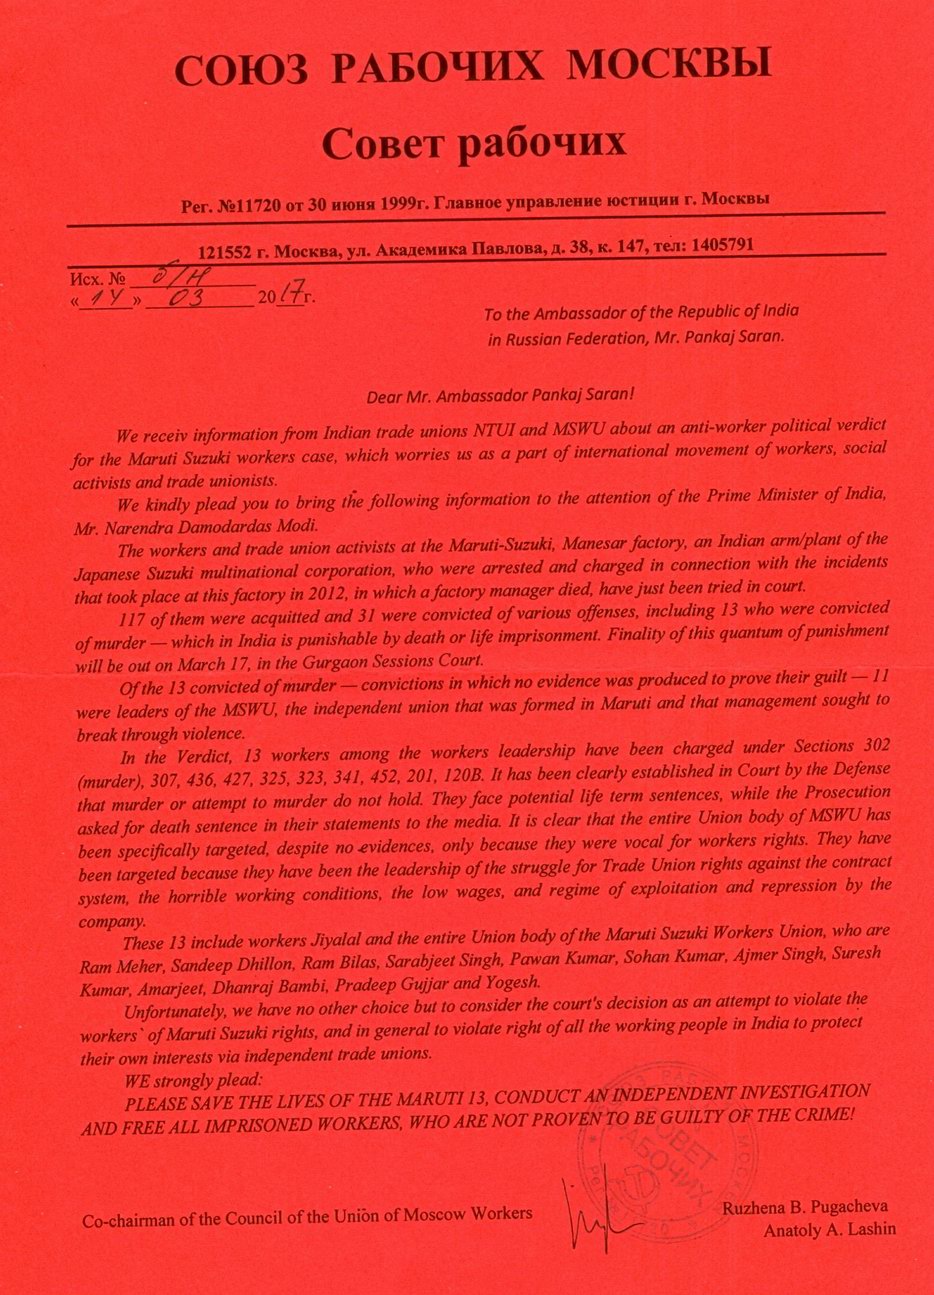 СОЮЗ РАБОЧИХ МОСКВЫ
Совет рабочих
Рег. №11720 от 30 июня 1999г. Главное управление юстиции г. Москвы
121552 г. Москва, ул. Академика Павлова, д. 38, к. 147, тел: 1405791
Исх. № б/н
« 14 » 03 2017г.
To the Ambassador of the Republic of India
in Russian Federation, Mr. Pankaj Saran.
Dear Mr. Ambassador Pankaj Saran!
We receiv information from Indian trade unions NTUI and MSWU about an anti-worker political verdict
for the Maruti Suzuki workers case, which worries us as a part of international movement of workers, social
activists and trade unionists.
We kindly plead you to bring the following information to the attention of the Prime Minister of India,
Mr. Narendra Damodardas Modi.
The workers and trade union activists at the Maruti-Suzuki, Manesar factory, an Indian arm/plant of the
Japanese Suzuki multinational corporation, who were arrested and charged in connection with the incidents
that took place at this factory in 2012, in which a factory manager died, have just been tried in court.
117 of them were acquitted and 31 were convicted of various offenses, including 13 who were convicted
of murder — which in India is punishable by death or life imprisonment. Finality of this quantum of punishment
will be out on March 17, in the Gurgaon Sessions Court.
Of the 13 convicted of murder — convictions in which no evidence was produced to prove their guilt — 11
were leaders of the MSWU, the independent union that was formed in Maruti and that management sought to
break through violence.
In the Verdict, 13 workers among the workers leadership have been charged under Sections 302
(murder), 307, 436, 427, 325, 323, 341, 452, 201, 120B. It has been clearly established in Court by the Defense
that murder or attempt to murder do not hold. They face potential life term sentences, while the Prosecution
asked for death sentence in their statements to the media. It is clear that the entire Union body of MSWU has
been specifically targeted, despite no evidences, only because they were vocal for workers rights. They have
been targeted because they have been the leadership of the struggle for Trade Union rights against the contract
system, the horrible working conditions, the low wages, and regime of exploitation and repression by the
company.
These 13 include workers Jiyalal and the entire Union body of the Maruti Suzuki Workers Union, who are
Ram Meher, Sandeep Dhillon, Ram Bilas, Sarabjeet Singh, Pawan Kumar, Sohan Kumar, Ajmer Singh, Suresh
Kumar, Amarjeet, Dhanraj Bambi, Pradeep Gujjar and Yogesh.
Unfortunately, we have no other choice but to consider the court's decision as an attempt to violate the
workers` of Maruti Suzuki rights, and in general to violate right of all the working people in India to protect
their own interests via independent trade unions.
WE strongly plead:
PLEASE SAVE THE LIVES OF THE MARUTI 13, CONDUCT AN INDEPENDENT INVESTIGATION
AND FREE ALL IMPRISONED WORKERS, WHO ARE NOT PROVEN TO BE GUILTY OF THE CRIME!
СОВЕТ
РАБОЧИХ
Co-chairman of the Council of the Union of Moscow Workers
Ruzhena B. Pugacheva
Anatoly A. Lashin